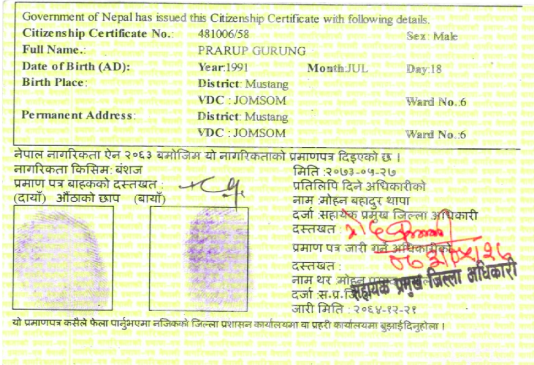 Government of Nepal has issued this Citizenship Certificate with following details.
Citizenship Certificate No.: 481006/58 Sex: Male
Full Name.: PRARUP GURUNG
Date of Birth (AD): Year:1991 Month:JUL Day:18
Birth Place: District: Mustang
VDC : JOMSOM Ward No.:6
Permanent Address: District: Mustang
VDC : JOMSOM Ward No.:6
नेपाल नागरिकता ऐन २०६३ बमोजिम यो नागरिकताको प्रमाणपत्र दिइएको छ ।
नागरिकता किसिम: बंशज मिति :२०७३-०५-२७
प्रमाण पत्र बाहकको दस्तखत : प्रतिलिपि दिने अधिकारीको
(दायाँ) औंठाको छाप (बायाँ) नाम :मोहन बहादुर थापा
दर्जा :सहायक प्रमुख जिल्ला अधिकारी
दस्तखत :
प्रमाण पत्र जारी गर्ने अधिकारीको
दस्तखत :
नाम थर :मोहन
दर्जा :स.प्र.जि
सहायक प्रमुख जिल्ला अधिकारी
जारी मिति : २०६४-१२-२१
यो प्रमाणपत्र कसैले फेला पार्नुभएमा नजिकको जिल्ला प्रशासन कार्यालयमा या प्रहरी कार्यालयमा बुझाईदिनुहोला ।